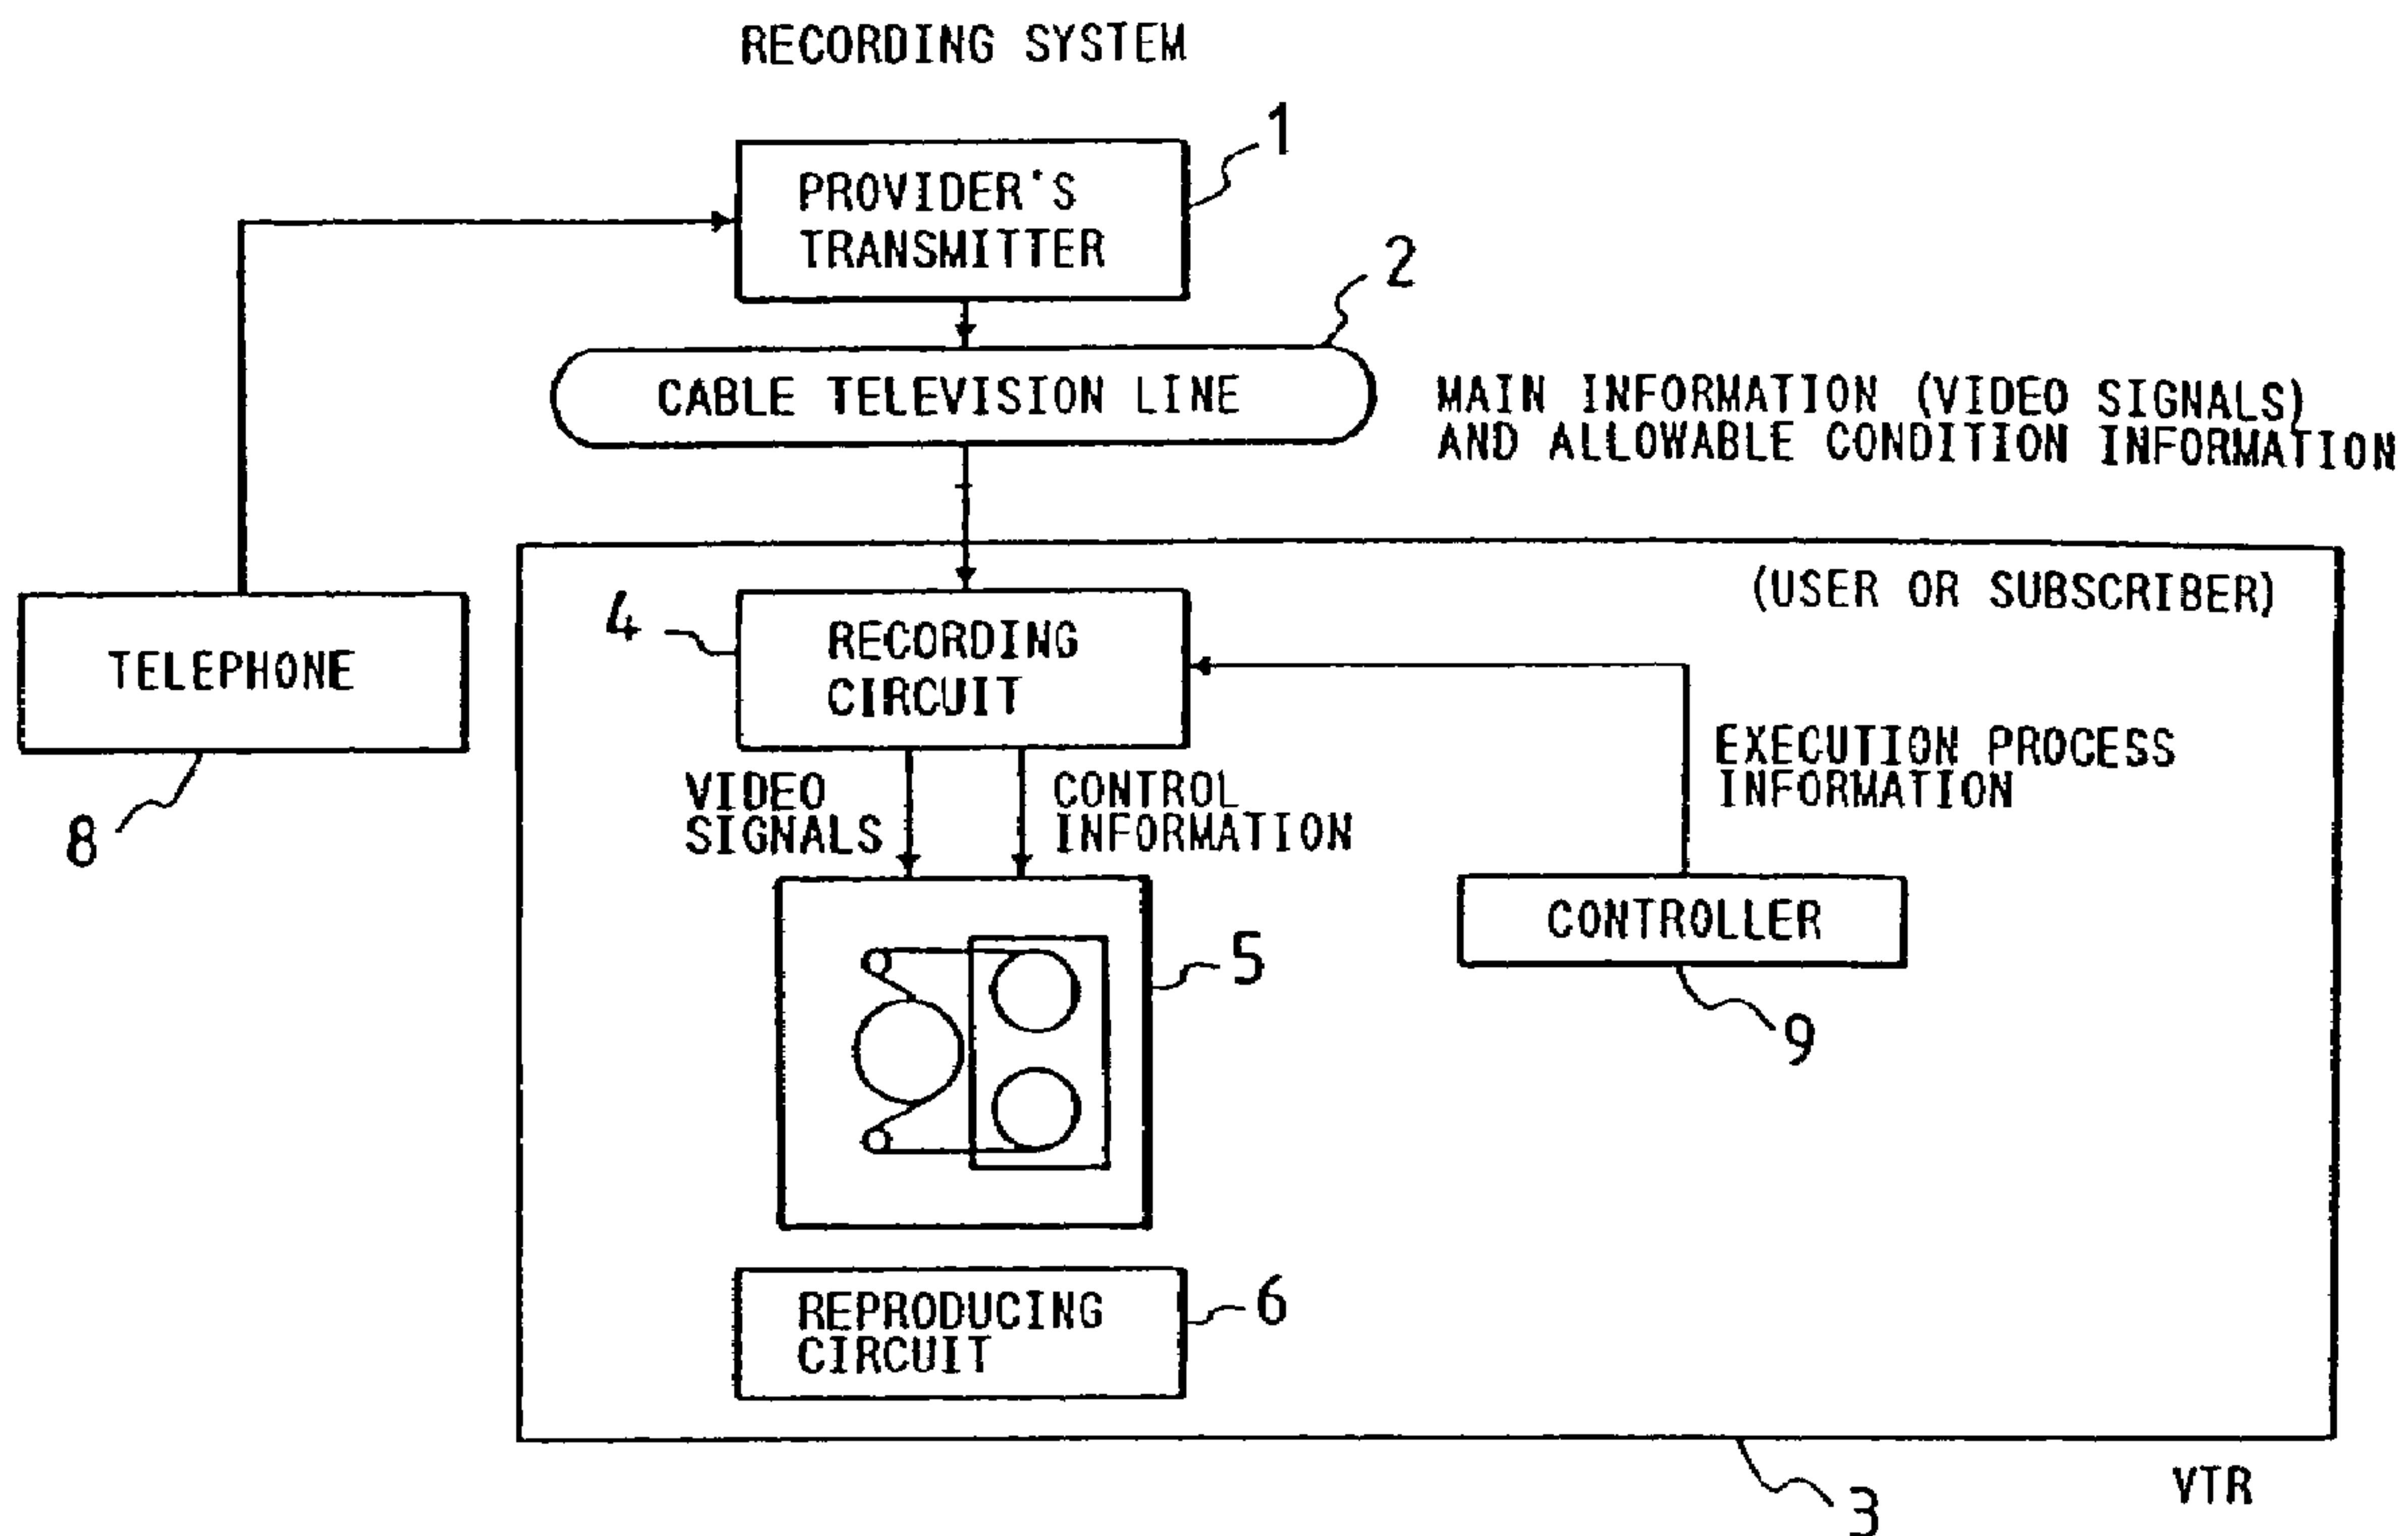 RECORDING SYSTEM
1
PROVIDER'S
TRANSMITTER
2
CABLE TELEVISION LINE
MAIN INFORMATION (VIDEO SIGNALS)
AND ALLOWABLE CONDITION INFORMATION
(USER OR SUBSCRIBER)
4
RECORDING
CIRCUIT
TELEPHONE
8
EXECUTION PROCESS
INFORMATION
VIDEO
SIGNALS
CONTROL
INFORMATION
CONTROLLER
5
9
REPRODUCING
CIRCUIT
6
VTR
3